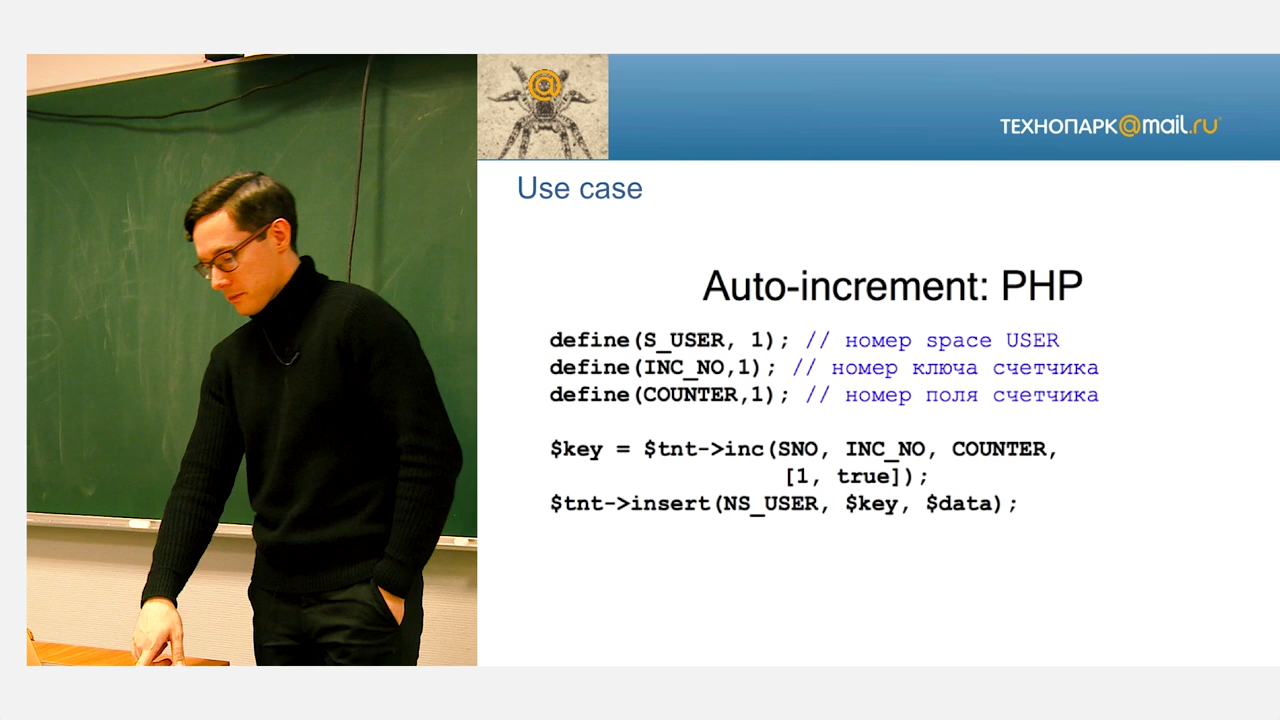 ТЕХНОПАРК@mail.ru
Use case
Auto-increment: PHP
define(S_USER, 1); // номер space USER
define(INC_NO,1); // номер ключа счетчика
define(COUNTER,1); // номер поля счетчика
$key = $tnt->inc(SNO, INC_NO, COUNTER,
[1, true]);
$tnt->insert(NS_USER, $key, $data);